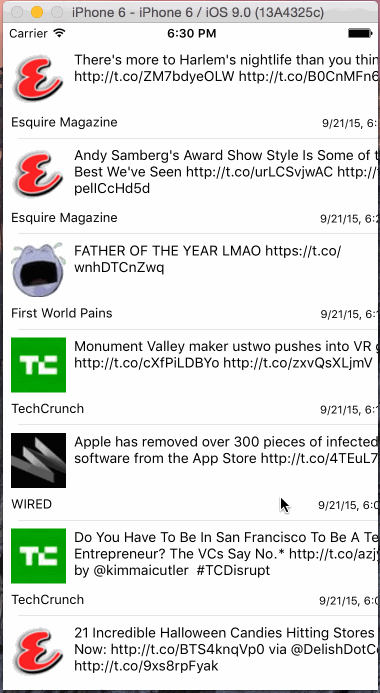 iPhone 6 - iPhone 6 / iOS 9.0 (13A4325c)
Carrier 6:30 PM
There's more to Harlem's nightlife than you thin
http://t.co/ZM7bdyeOLW http://t.co/B0CnMFn6
Esquire Magazine 9/21/15, 6:
Andy Samberg's Award Show Style Is Some of t
Best We've Seen http://t.co/urLCSvjwAC http://
pelICcHd5d
Esquire Magazine 9/21/15, 6:2
FATHER OF THE YEAR LMAO https://t.co/
wnhDTCnZwq
First World Pains 9/21/15, 6:1
TC
Monument Valley maker ustwo pushes into VR g
http://t.co/cXfPiLDBYo http://t.co/zxvQsXLjmV
TechCrunch 9/21/15, 6:1
Apple has removed over 300 pieces of infected
software from the App Store http://t.co/4TEuL7
WIRED 9/21/15, 6:0
TC
Do You Have To Be In San Francisco To Be A Te
Entrepreneur? The VCs Say No.* http://t.co/azj
by @kimmaicutler #TCDisrupt
TechCrunch 9/21/15, 6:0
21 Incredible Halloween Candies Hitting Stores
Now: http://t.co/BTS4knqVp0 via @DelishDotCo
http://t.co/9xs8rpFyak